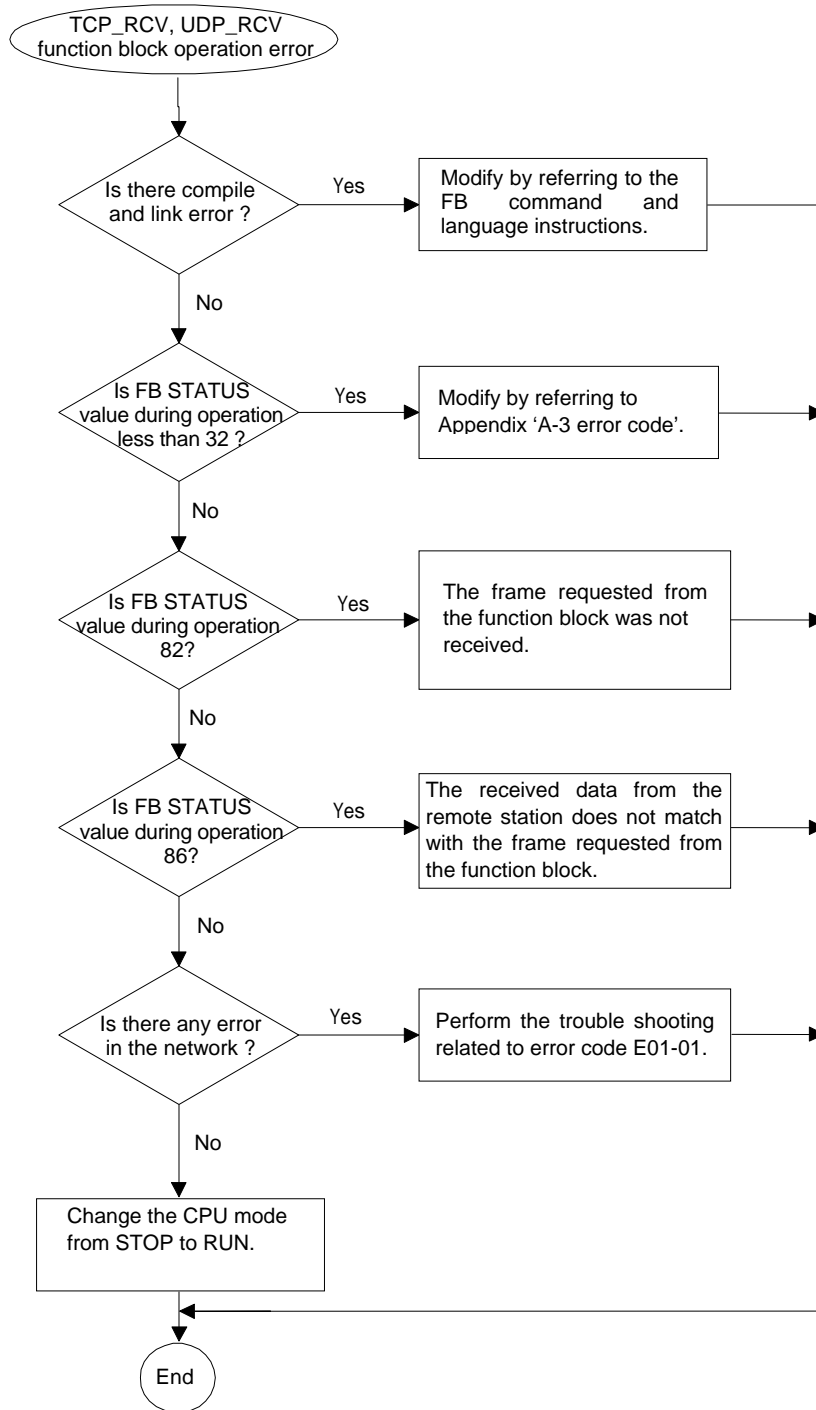 TCP_RCV, UDP_RCV
function block operation error
Is there compile
and link error ?
Yes
Modify by referring to the
FB command and
language instructions.
No
Is FB STATUS
value during operation
less than 32 ?
Yes
Modify by referring to
Appendix ‘A-3 error code’.
No
Is FB STATUS
value during operation
82?
Yes
The frame requested from
the function block was not
received.
No
Is FB STATUS
value during operation
86?
Yes
The received data from the
remote station does not match
with the frame requested from
the function block.
No
Is there any error
in the network ?
Yes
Perform the trouble shooting
related to error code E01-01.
No
Change the CPU mode
from STOP to RUN.
End